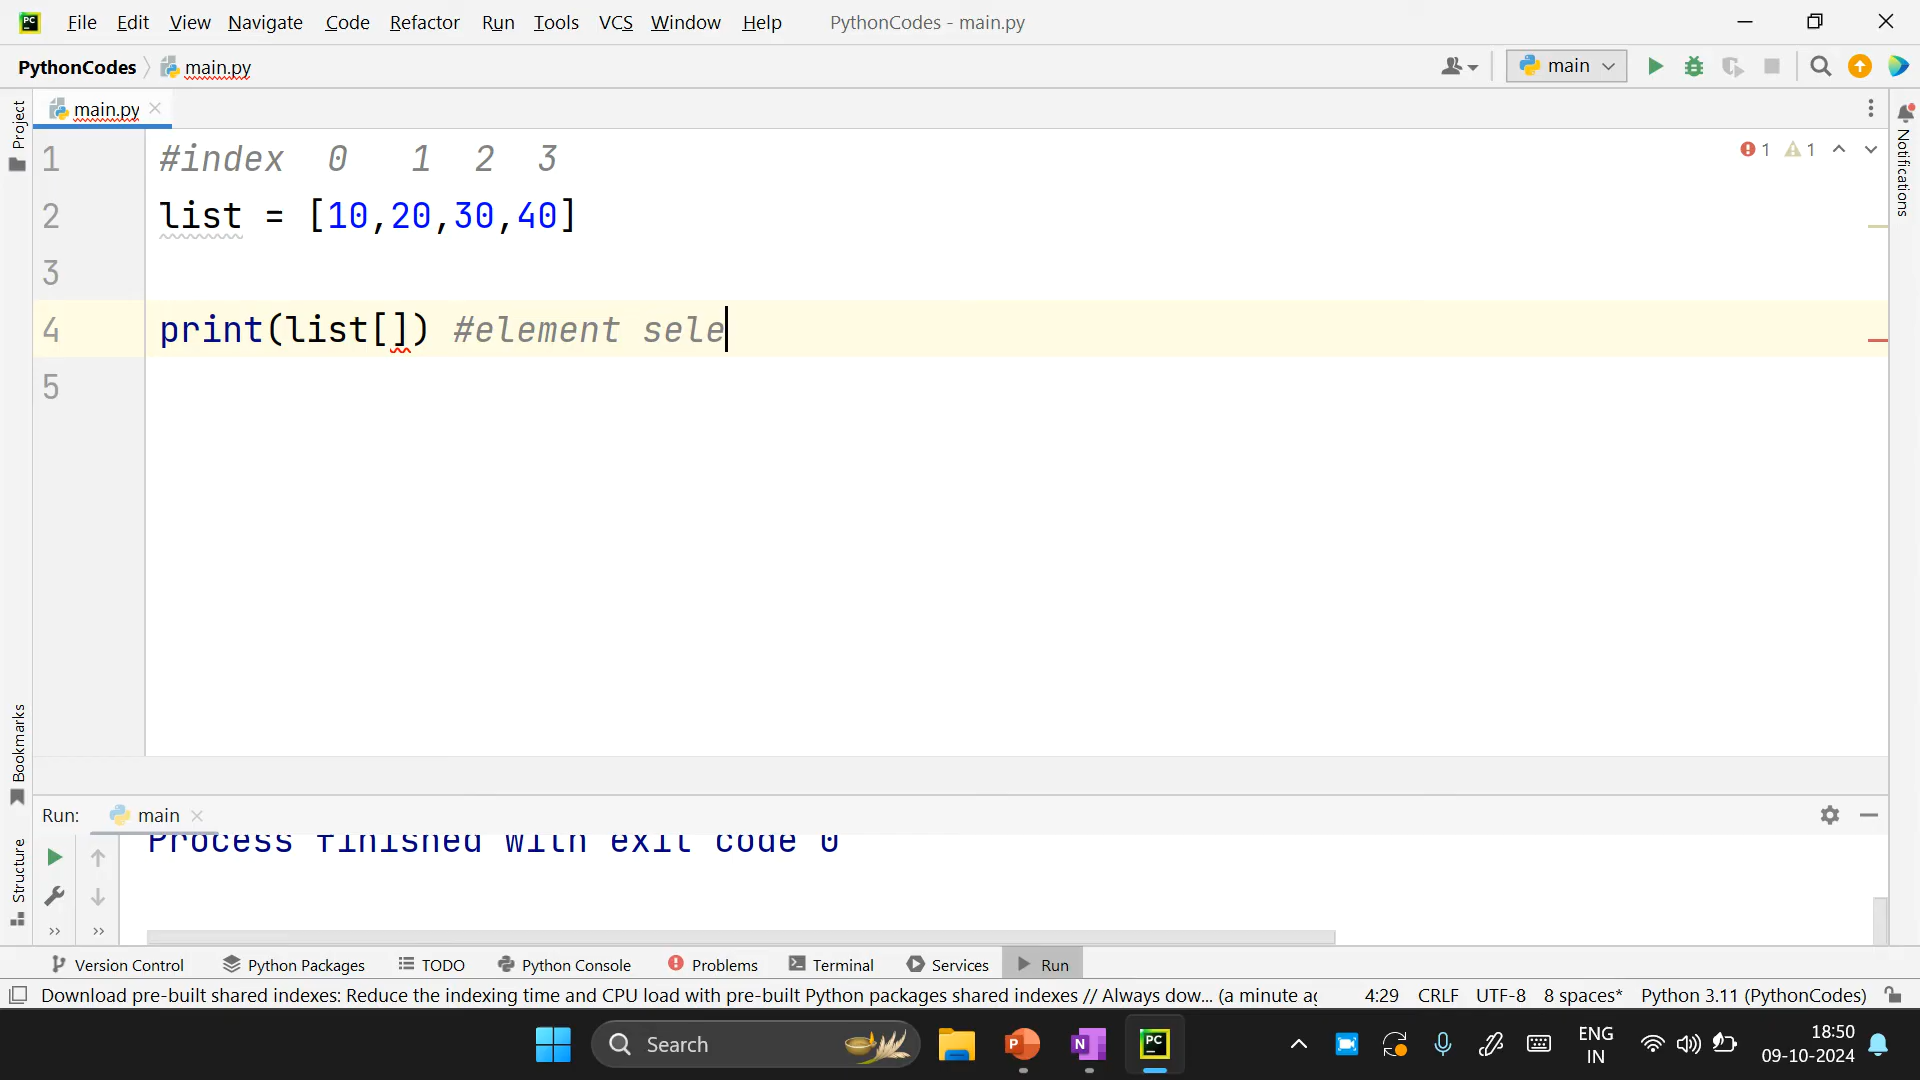 PC File Edit View Navigate Code Refactor Run Tools VCS Window Help PythonCodes - main.py
PythonCodes main.py main
main.py
Project
Notifications
1 #index 0 1 2 3
1 1
2 list = [10,20,30,40]
3
4 print(list[]) #element sele
5
Bookmarks
Structure
Run: main
Process finished with exit code 0
Version Control Python Packages TODO Python Console Problems Terminal Services Run
Download pre-built shared indexes: Reduce the indexing time and CPU load with pre-built Python packages shared indexes // Always dow... (a minute ag 4:29 CRLF UTF-8 8 spaces* Python 3.11 (PythonCodes)
Search P N PC ENG 18:50
IN 09-10-2024